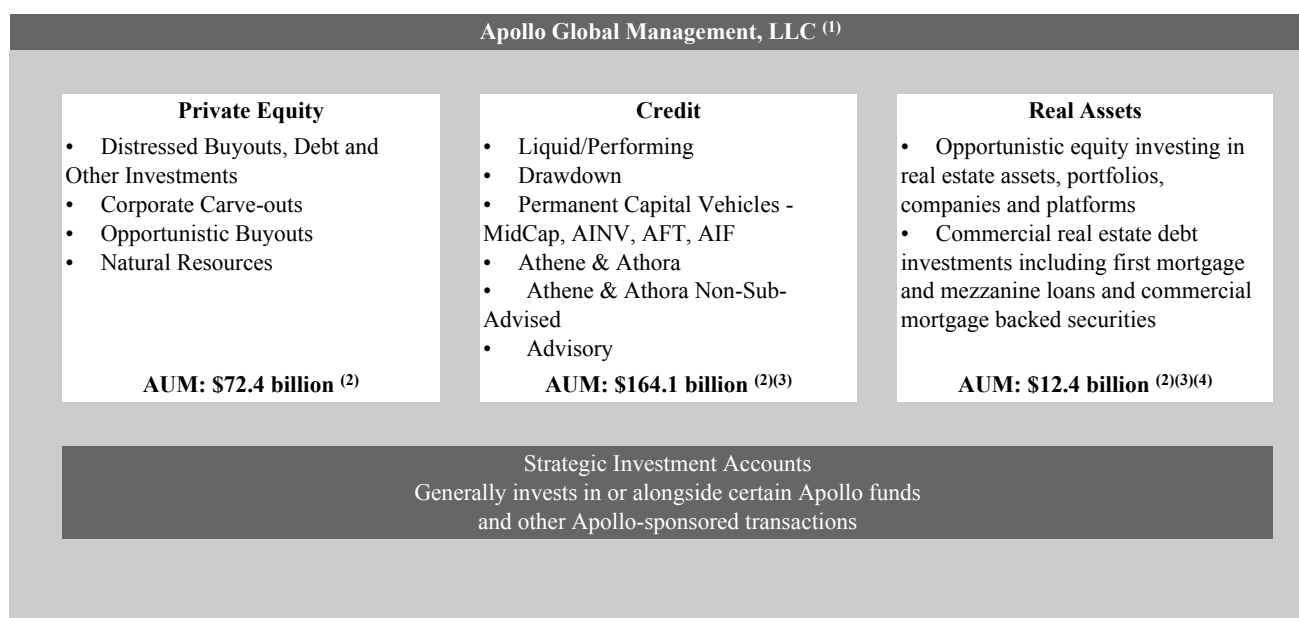 Apollo Global Management, LLC (1)
Private Equity
• Distressed Buyouts, Debt and
Other Investments
• Corporate Carve-outs
• Opportunistic Buyouts
• Natural Resources
AUM: $72.4 billion (2)
Credit
• Liquid/Performing
• Drawdown
• Permanent Capital Vehicles -
MidCap, AINV, AFT, AIF
• Athene & Athora
• Athene & Athora Non-Sub-
Advised
• Advisory
AUM: $164.1 billion (2)(3)
Real Assets
• Opportunistic equity investing in
real estate assets, portfolios,
companies and platforms
• Commercial real estate debt
investments including first mortgage
and mezzanine loans and commercial
mortgage backed securities
AUM: $12.4 billion (2)(3)(4)
Strategic Investment Accounts
Generally invests in or alongside certain Apollo funds
and other Apollo-sponsored transactions